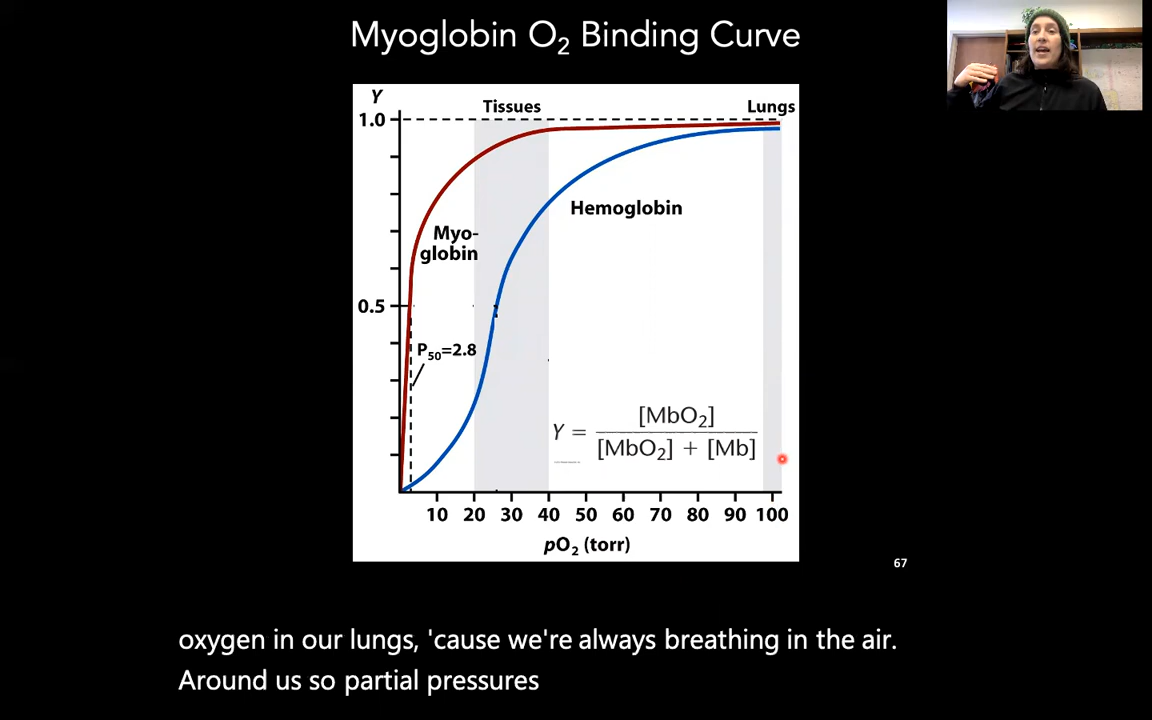 Myoglobin O₂ Binding Curve
Y
Tissues
Lungs
1.0
Hemoglobin
Myo-
globin
0.5
P₅₀=2.8
Y = [MbO₂] / [MbO₂] + [Mb]
10 20 30 40 50 60 70 80 90 100
pO₂ (torr)
67
oxygen in our lungs, 'cause we're always breathing in the air.
Around us so partial pressures